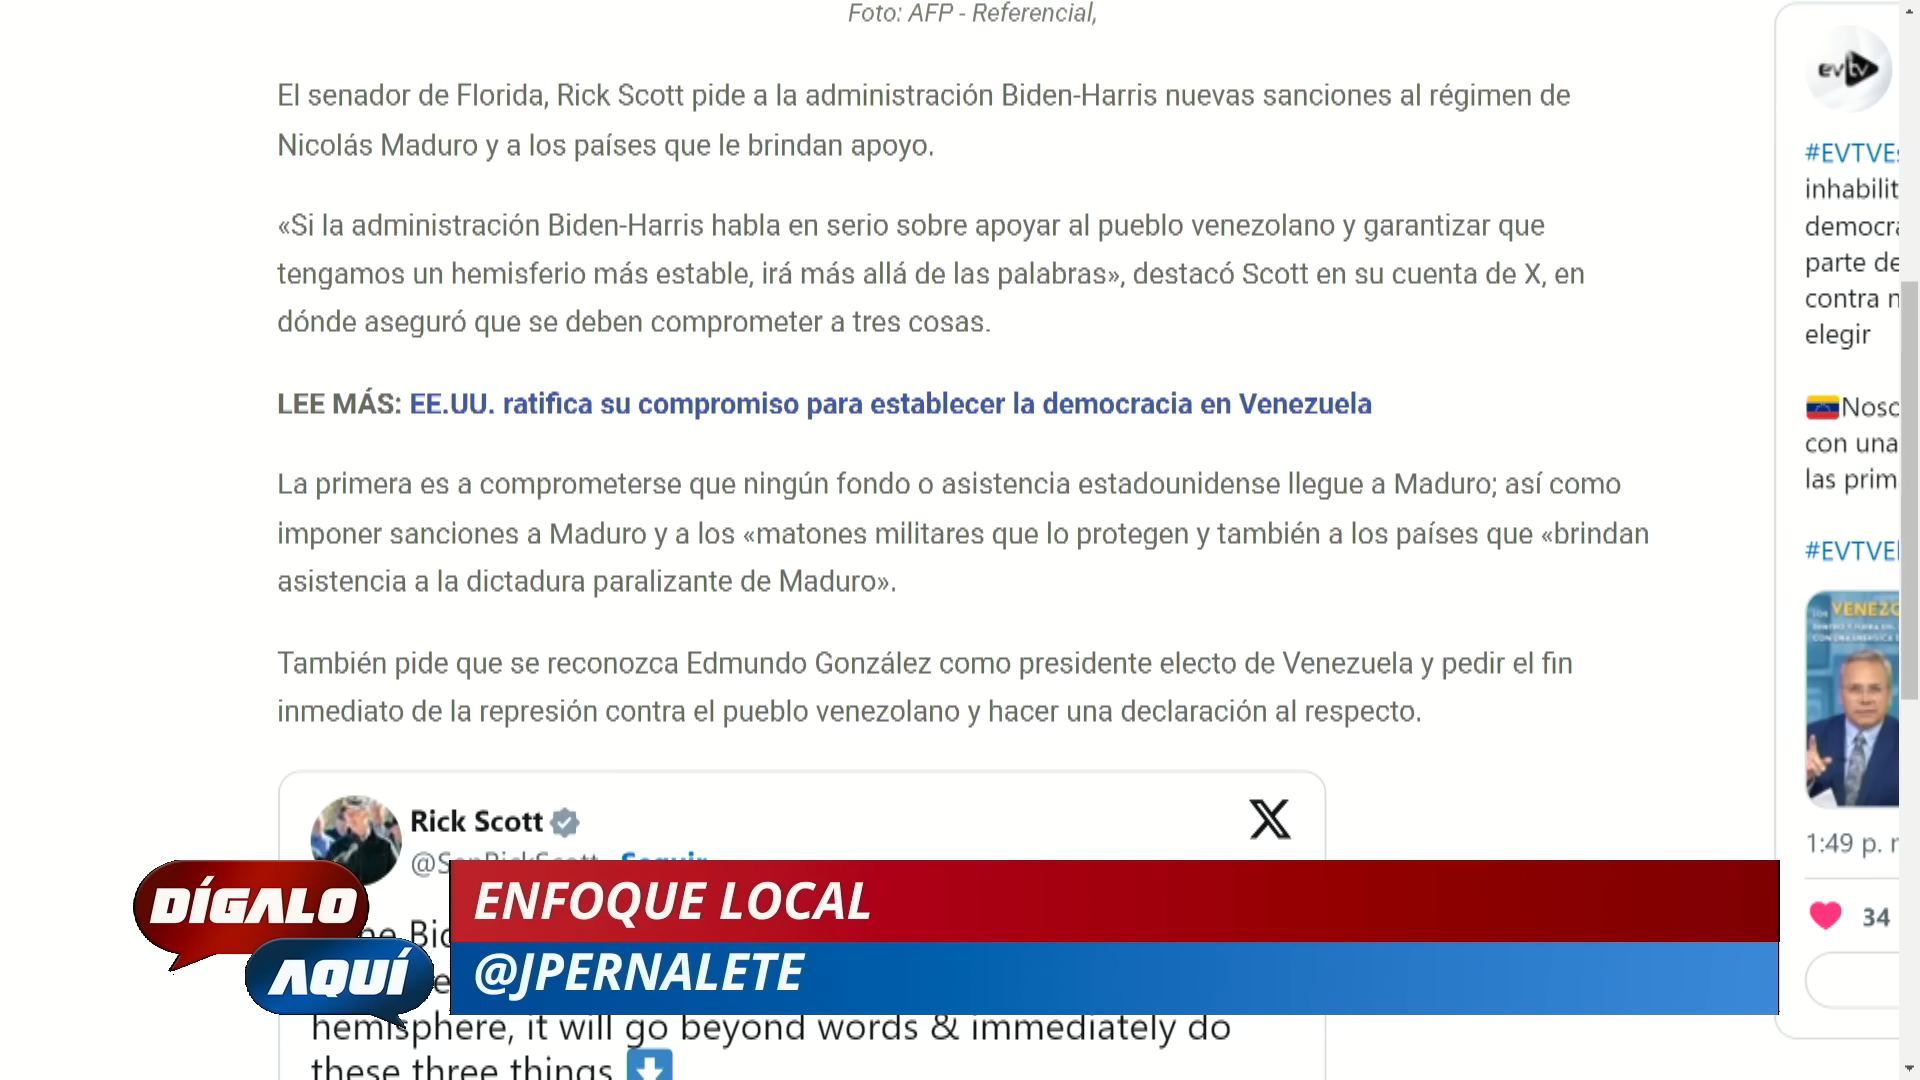 Foto: AFP - Referencial,
El senador de Florida, Rick Scott pide a la administración Biden-Harris nuevas sanciones al régimen de
Nicolás Maduro y a los países que le brindan apoyo.
«Si la administración Biden-Harris habla en serio sobre apoyar al pueblo venezolano y garantizar que
tengamos un hemisferio más estable, irá más allá de las palabras», destacó Scott en su cuenta de X, en
dónde aseguró que se deben comprometer a tres cosas.
LEE MÁS: EE.UU. ratifica su compromiso para establecer la democracia en Venezuela
La primera es a comprometerse que ningún fondo o asistencia estadounidense llegue a Maduro; así como
imponer sanciones a Maduro y a los «matones militares que lo protegen y también a los países que «brindan
asistencia a la dictadura paralizante de Maduro».
También pide que se reconozca Edmundo González como presidente electo de Venezuela y pedir el fin
inmediato de la represión contra el pueblo venezolano y hacer una declaración al respecto.
Rick Scott
@SenRickScott · Seguir
hemisphere, it will go beyond words & immediately do
these three things
DÍGALO
AQUÍ
ENFOQUE LOCAL
@JPERNALETE
evtv
#EVTVEs
inhabilit
democra
parte de
contra n
elegir
Noso
con una
las prim
#EVTVEl
VENEZO
1:49 p. r
34